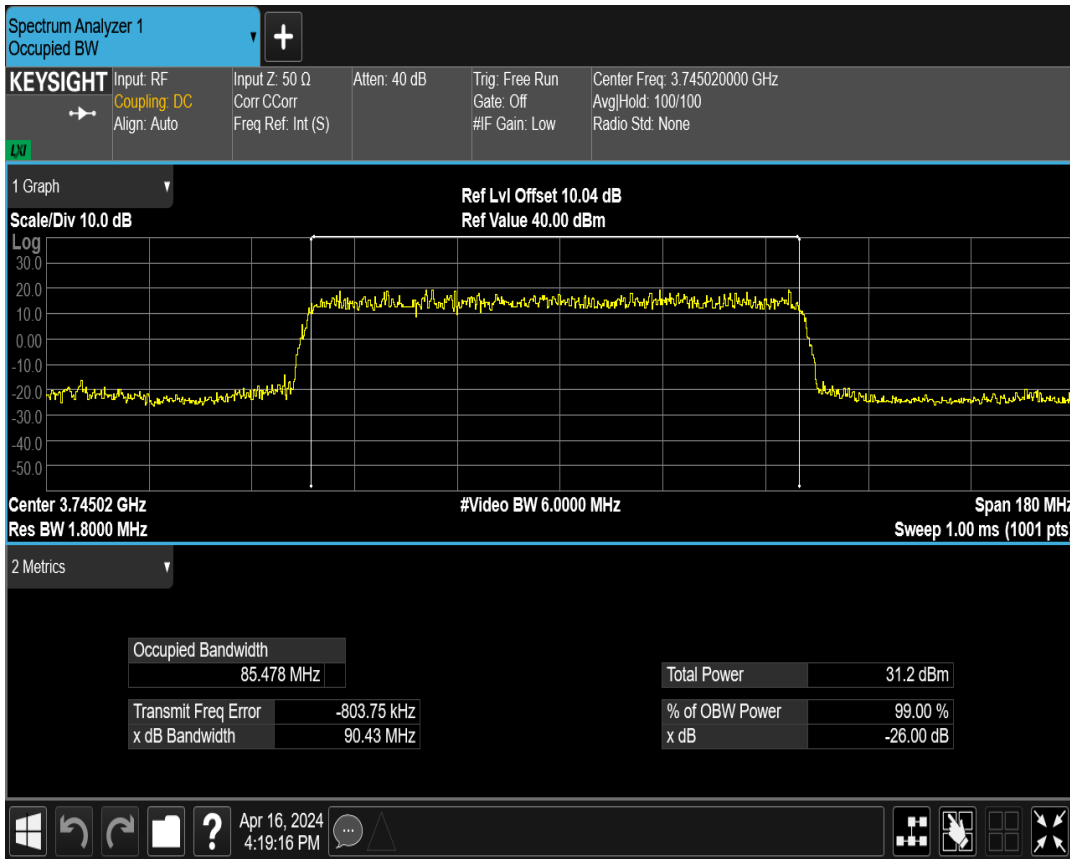 Spectrum Analyzer 1
Occupied BW
+
KEYSIGHT
LXI
Input: RF
Coupling: DC
Align: Auto
Input Z: 50 Ω
Corr CCorr
Freq Ref: Int (S)
Atten: 40 dB
Trig: Free Run
Gate: Off
#IF Gain: Low
Center Freq: 3.745020000 GHz
Avg|Hold: 100/100
Radio Std: None
1 Graph
Scale/Div 10.0 dB
Ref Lvl Offset 10.04 dB
Ref Value 40.00 dBm
Log
30.0
20.0
10.0
0.00
-10.0
-20.0
-30.0
-40.0
-50.0
Center 3.74502 GHz
#Video BW 6.0000 MHz
Span 180 MHz
Res BW 1.8000 MHz
Sweep 1.00 ms (1001 pts)
2 Metrics
Occupied Bandwidth
85.478 MHz
Total Power 31.2 dBm
Transmit Freq Error -803.75 kHz
% of OBW Power 99.00 %
x dB Bandwidth 90.43 MHz
x dB -26.00 dB
?
Apr 16, 2024
4:19:16 PM